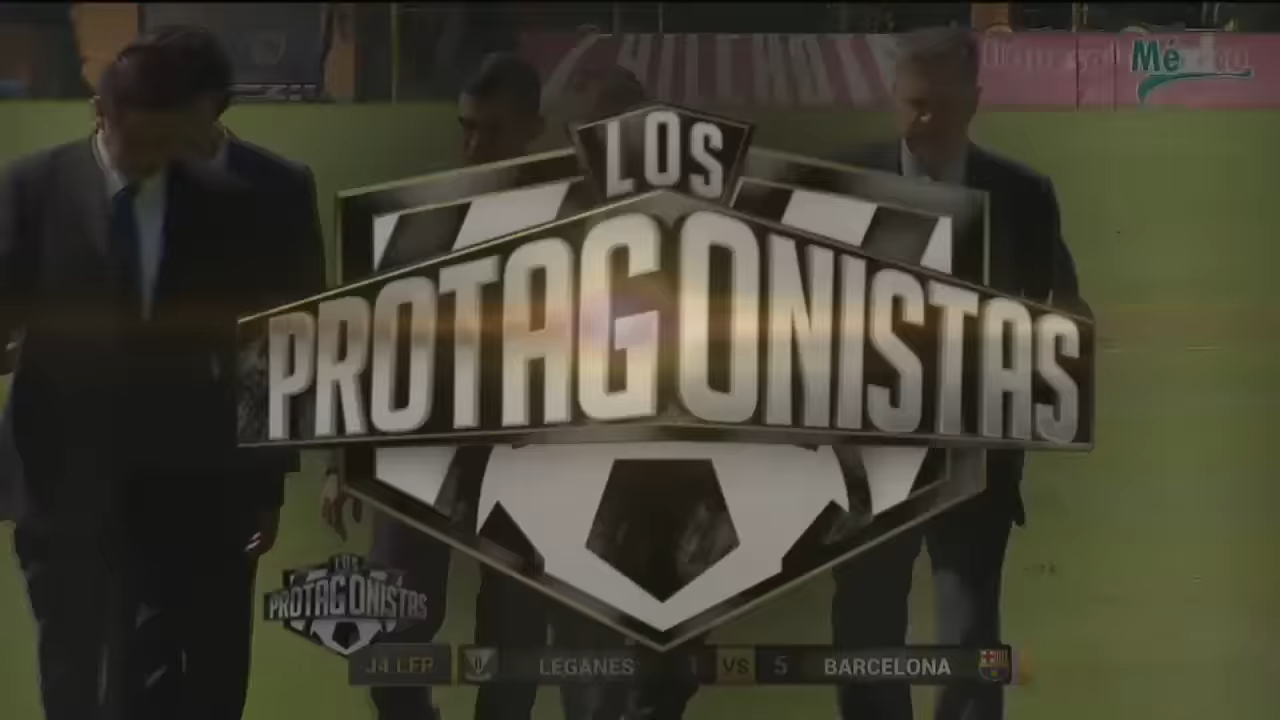 LOS
PROTAGONISTAS
LOS
PROTAGONISTAS
J4 LFP
LEGANES 1 VS 5 BARCELONA